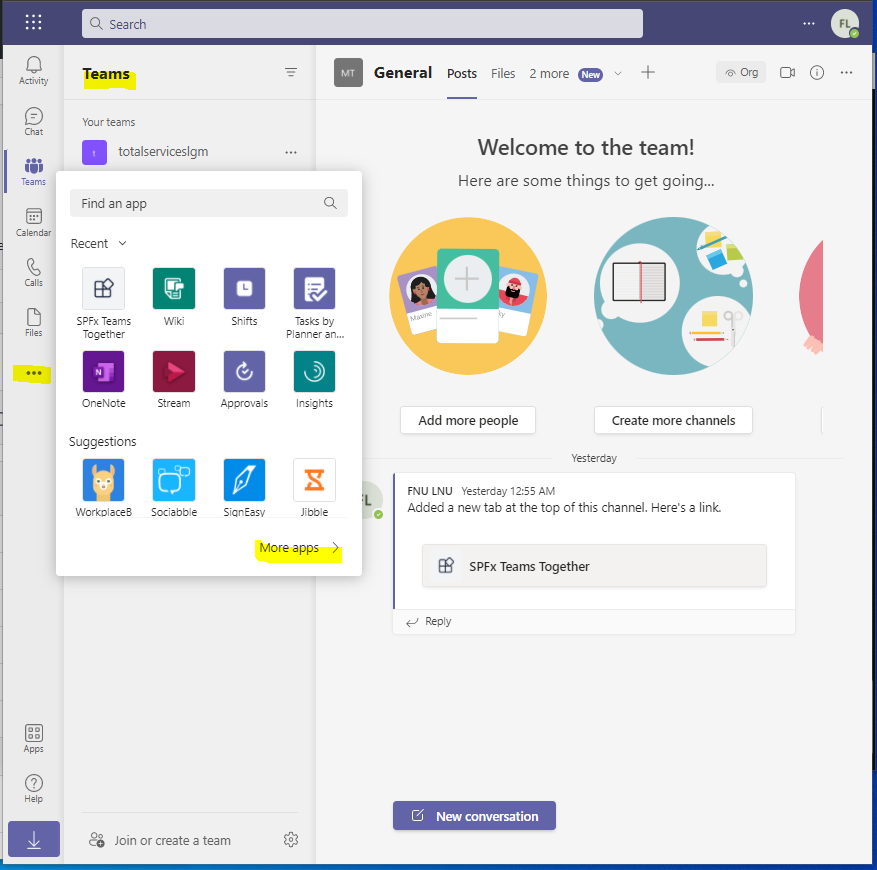 Search
FL
Activity
Chat
Teams
Calendar
Calls
Files
Apps
Help
Teams
Your teams
t
totalserviceslgm
Find an app
Recent
SPFx Teams
Together
Wiki
Shifts
Tasks by
Planner an...
OneNote
Stream
Approvals
Insights
Suggestions
WorkplaceB
Sociabble
SignEasy
Jibble
More apps
Join or create a team
MT
General
Posts
Files
2 more
New
Org
Welcome to the team!
Here are some things to get going...
Maxine
Add more people
Create more channels
Yesterday
FNU LNU Yesterday 12:55 AM
Added a new tab at the top of this channel. Here's a link.
SPFx Teams Together
Reply
New conversation